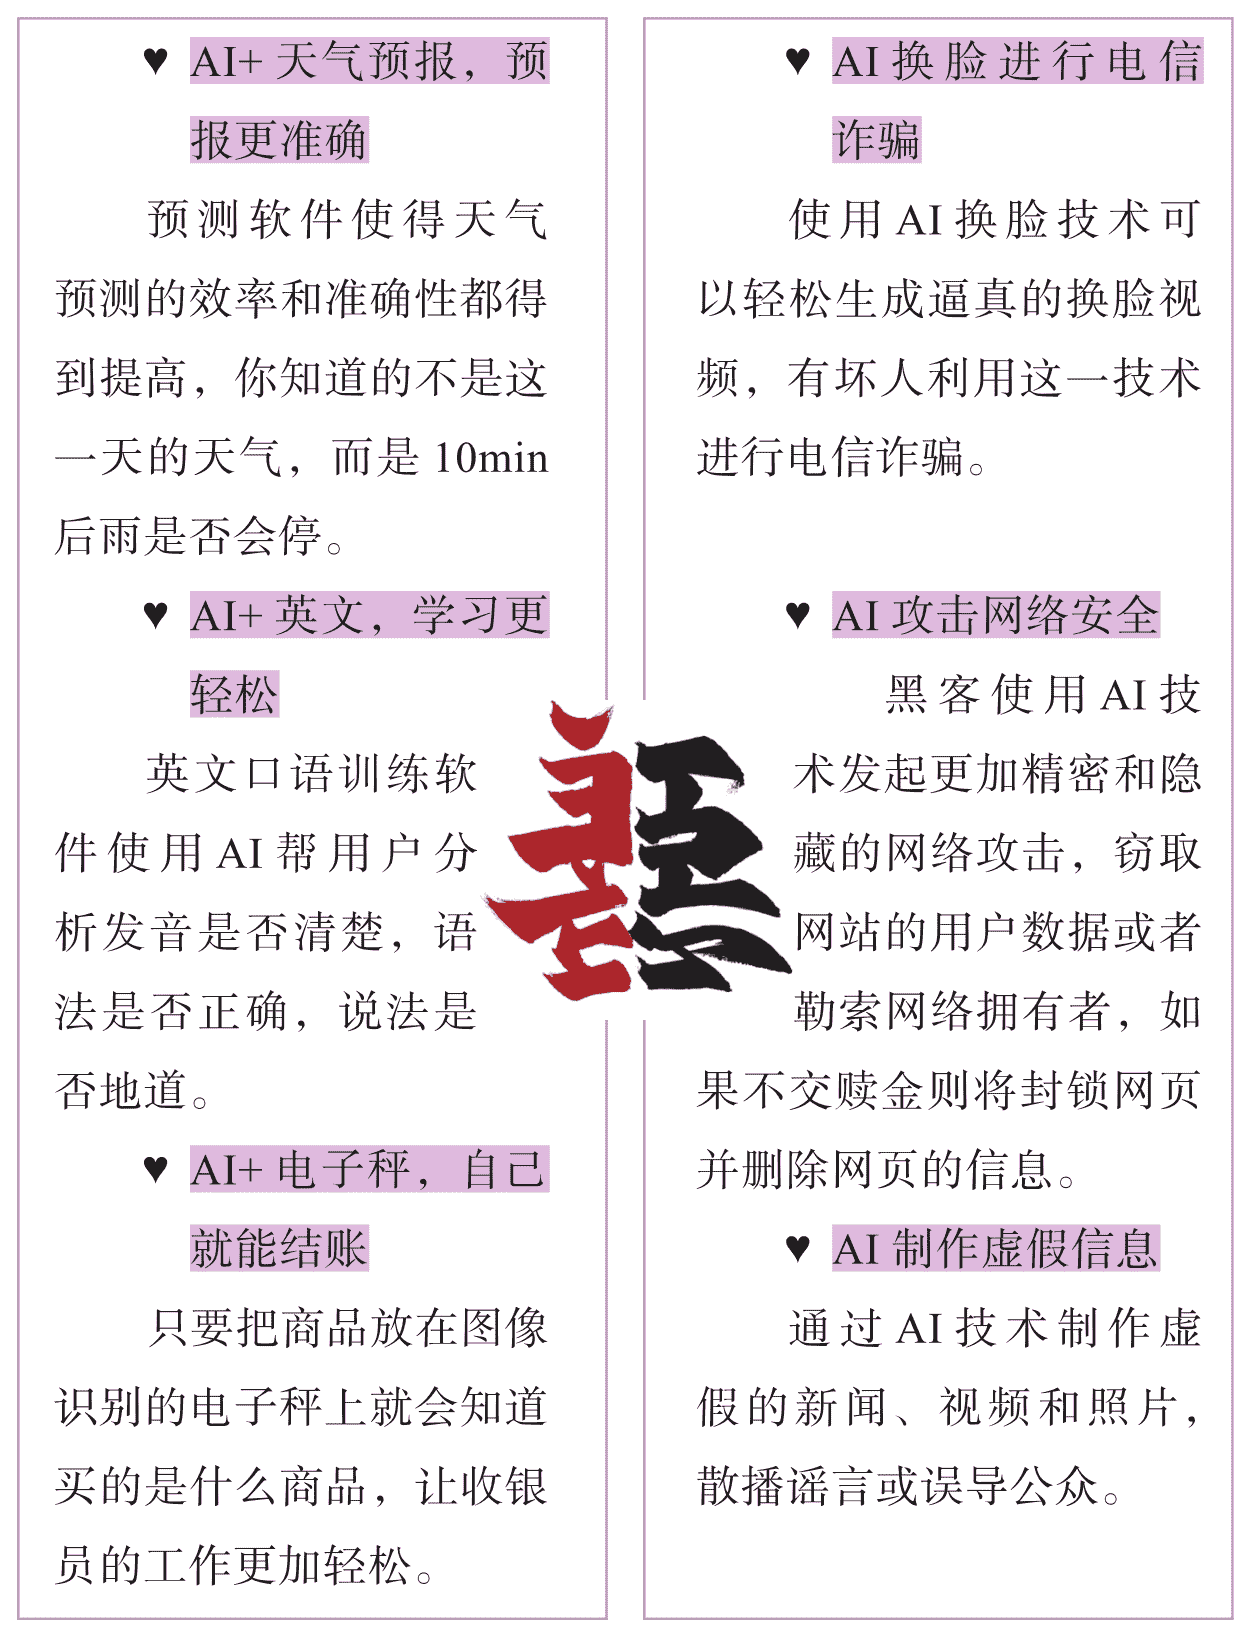 ♥ AI+ 天气预报，预
报更准确
预测软件使得天气
预测的效率和准确性都得
到提高，你知道的不是这
一天的天气，而是 10min
后雨是否会停。
♥ AI+ 英文，学习更
轻松
英文口语训练软
件使用 AI 帮用户分
析发音是否清楚，语
法是否正确，说法是
否地道。
♥ AI+ 电子秤，自己
就能结账
只要把商品放在图像
识别的电子秤上就会知道
买的是什么商品，让收银
员的工作更加轻松。
♥ AI 换脸进行电信
诈骗
使用 AI 换脸技术可
以轻松生成逼真的换脸视
频，有坏人利用这一技术
进行电信诈骗。
♥ AI 攻击网络安全
黑客使用 AI 技
术发起更加精密和隐
藏的网络攻击，窃取
网站的用户数据或者
勒索网络拥有者，如
果不交赎金则将封锁网页
并删除网页的信息。
♥ AI 制作虚假信息
通过 AI 技术制作虚
假的新闻、视频和照片，
散播谣言或误导公众。